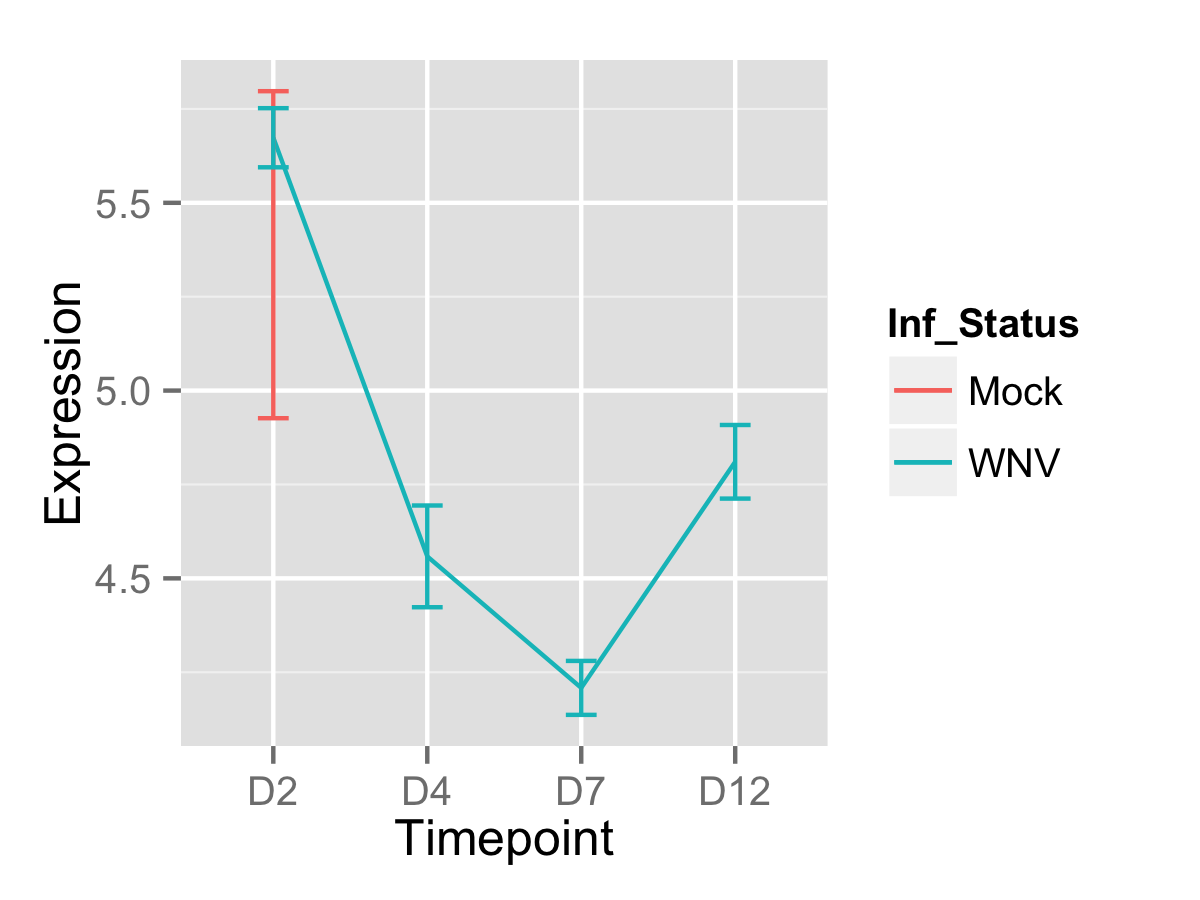 Expression
5.5
5.0
4.5
D2 D4 D7 D12
Timepoint
Inf_Status
Mock
WNV